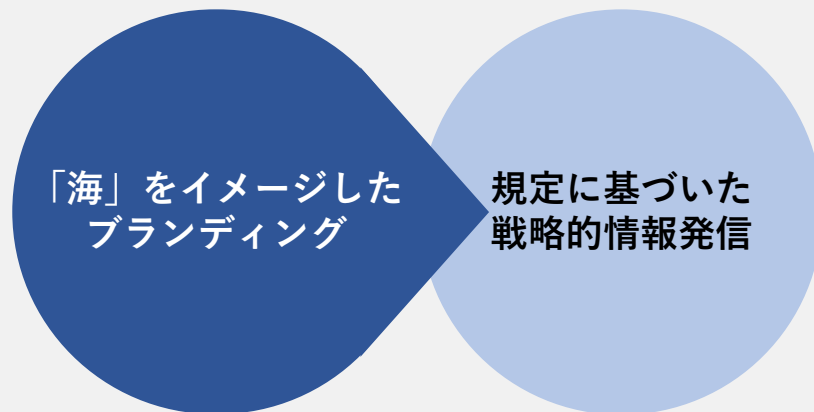 「海」をイメージした
ブランディング
規定に基づいた
戦略的情報発信